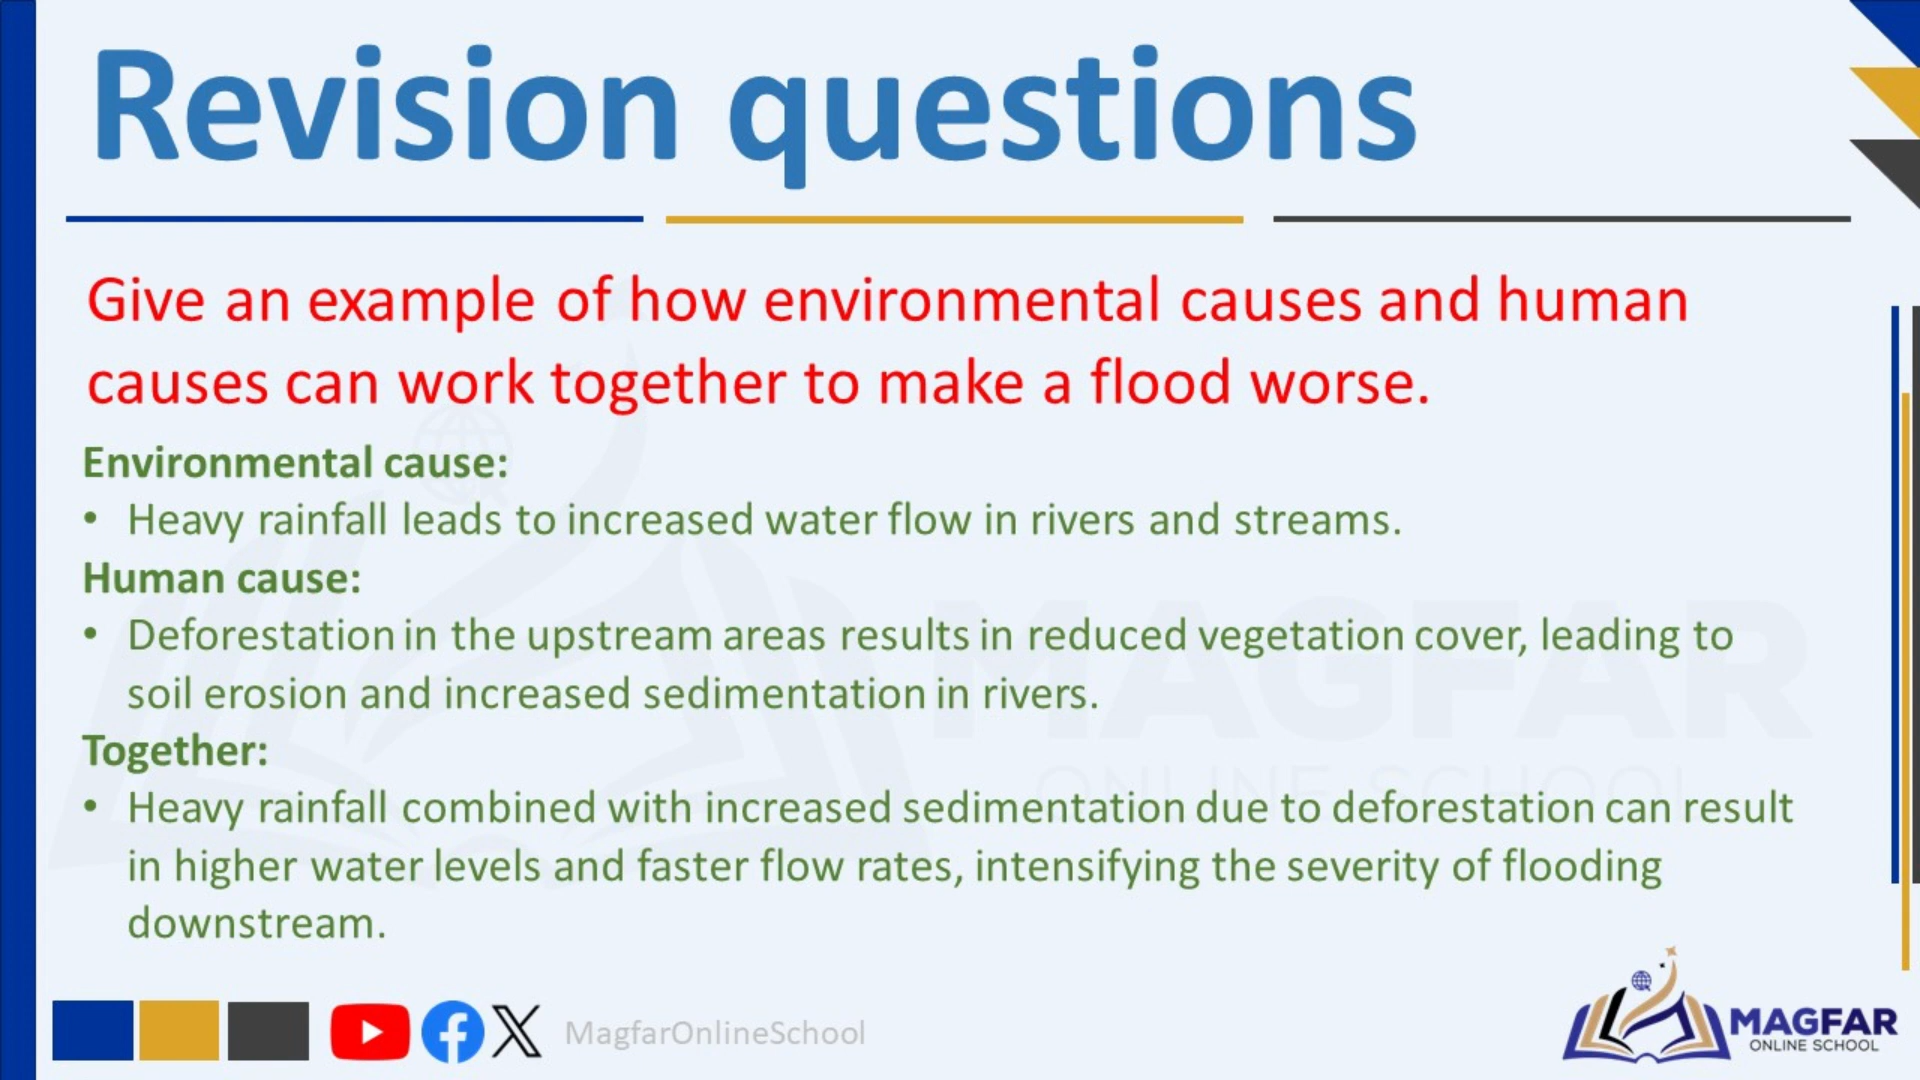 Revision questions
Give an example of how environmental causes and human
causes can work together to make a flood worse.
Environmental cause:
• Heavy rainfall leads to increased water flow in rivers and streams.
Human cause:
• Deforestation in the upstream areas results in reduced vegetation cover, leading to
soil erosion and increased sedimentation in rivers.
Together:
• Heavy rainfall combined with increased sedimentation due to deforestation can result
in higher water levels and faster flow rates, intensifying the severity of flooding
downstream.
MAGFAR
ONLINE SCHOOL
MagfarOnlineSchool
MAGFAR
ONLINE SCHOOL